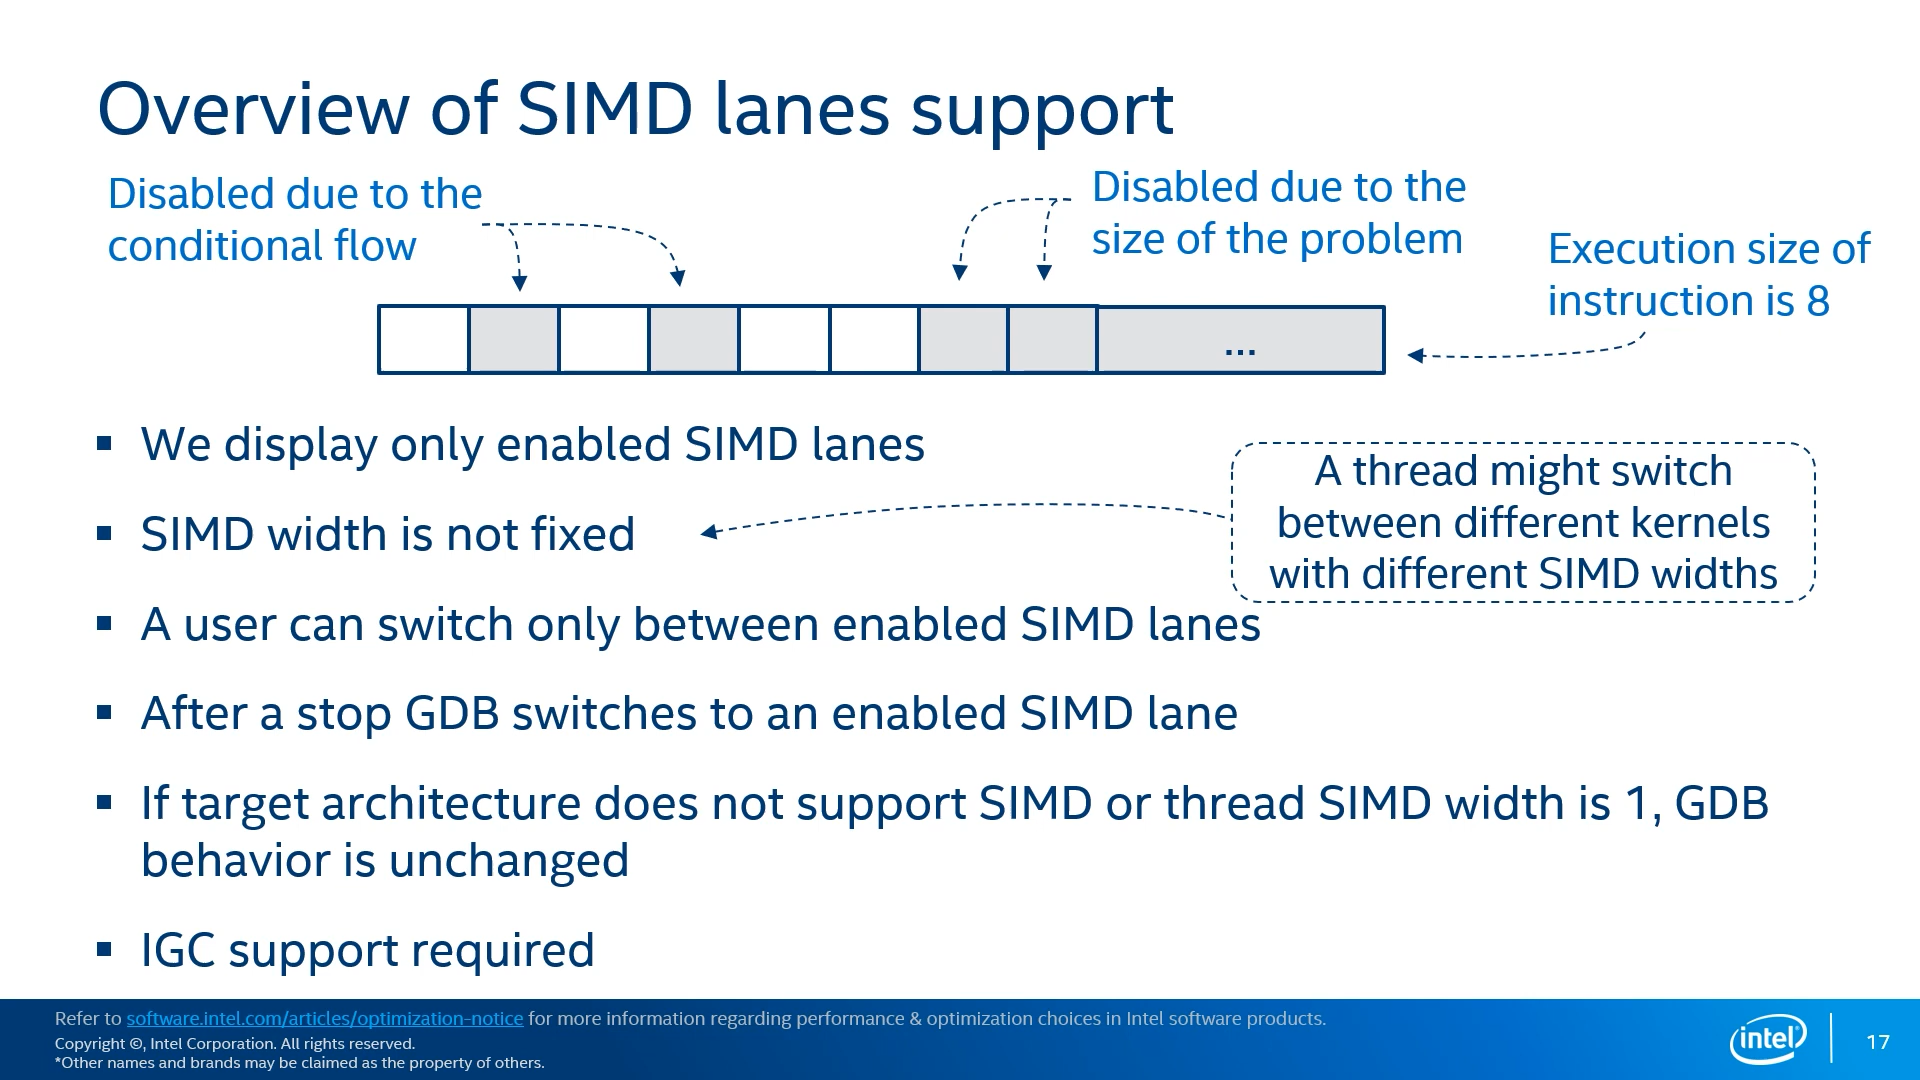 Overview of SIMD lanes support
Disabled due to the
conditional flow
Disabled due to the
size of the problem
Execution size of
instruction is 8
...
▪ We display only enabled SIMD lanes
▪ SIMD width is not fixed
A thread might switch
between different kernels
with different SIMD widths
▪ A user can switch only between enabled SIMD lanes
▪ After a stop GDB switches to an enabled SIMD lane
▪ If target architecture does not support SIMD or thread SIMD width is 1, GDB
behavior is unchanged
▪ IGC support required
Refer to software.intel.com/articles/optimization-notice for more information regarding performance & optimization choices in Intel software products.
Copyright ©, Intel Corporation. All rights reserved.
*Other names and brands may be claimed as the property of others.
intel
17